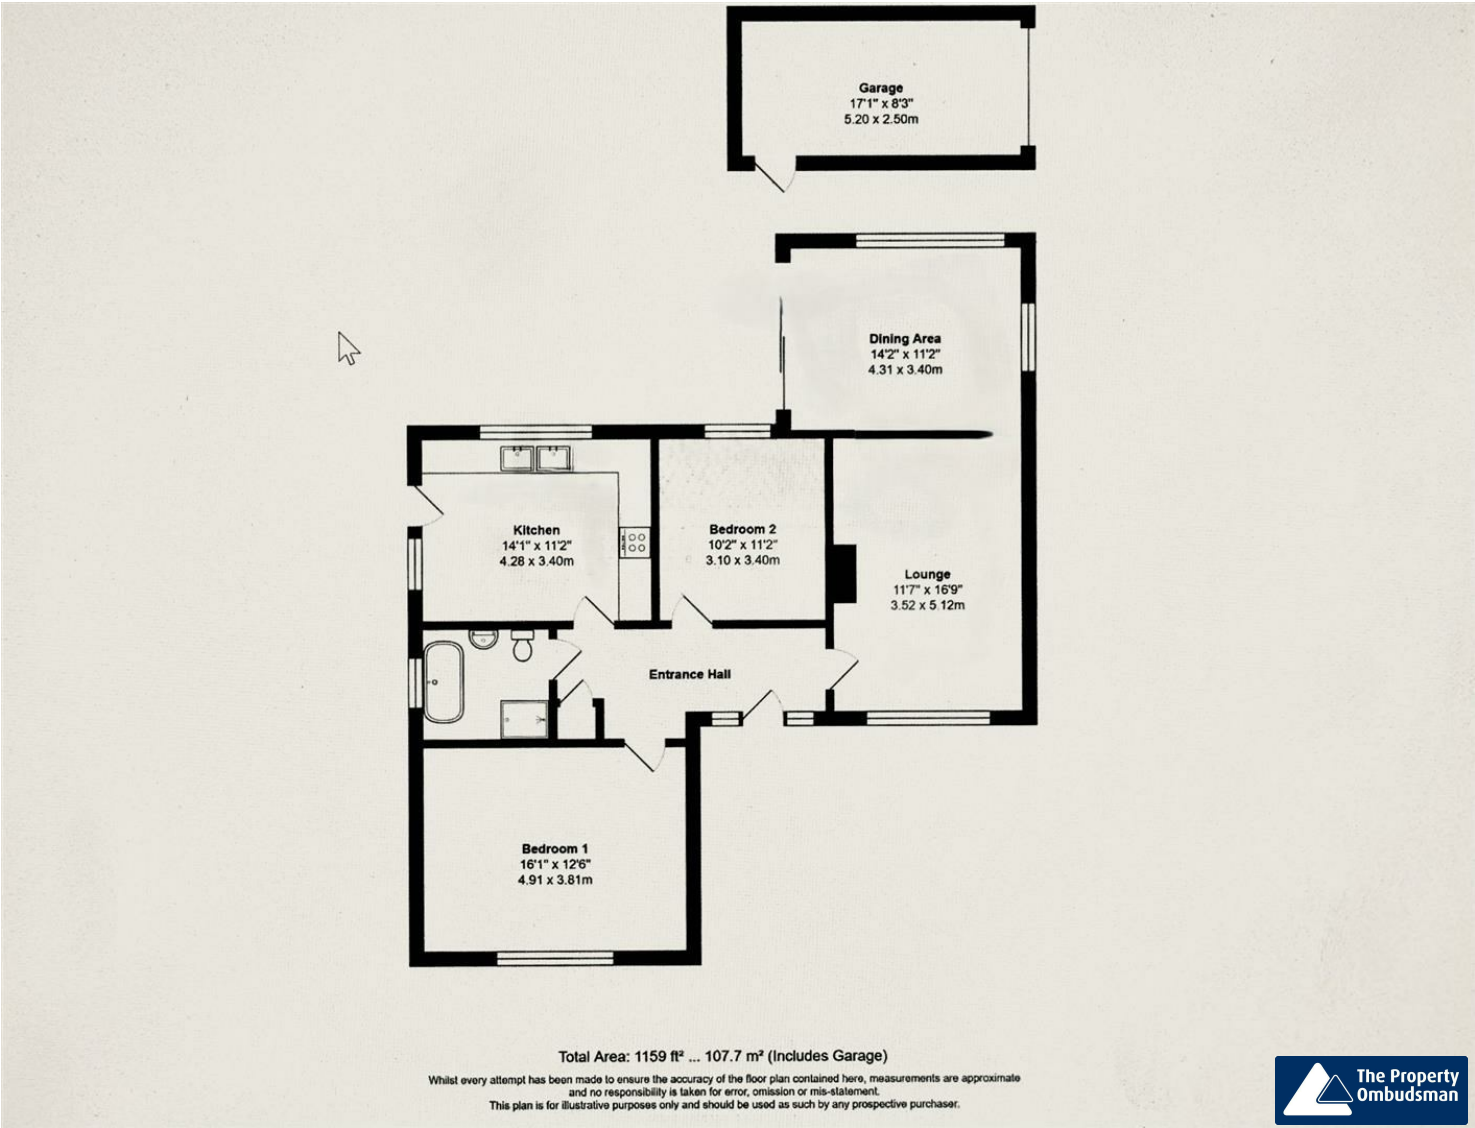 Garage
17'1" x 8'3"
5.20 x 2.50m
Dining Area
14'2" x 11'2"
4.31 x 3.40m
Kitchen
14'1" x 11'2"
4.28 x 3.40m
Bedroom 2
10'2" x 11'2"
3.10 x 3.40m
Lounge
11'7" x 16'9"
3.52 x 5.12m
Entrance Hall
Bedroom 1
16'1" x 12'6"
4.91 x 3.81m
Total Area: 1159 ft² ... 107.7 m² (Includes Garage)
Whilst every attempt has been made to ensure the accuracy of the floor plan contained here, measurements are approximate
and no responsibility is taken for error, omission or mis-statement.
This plan is for illustrative purposes only and should be used as such by any prospective purchaser.
The Property
Ombudsman